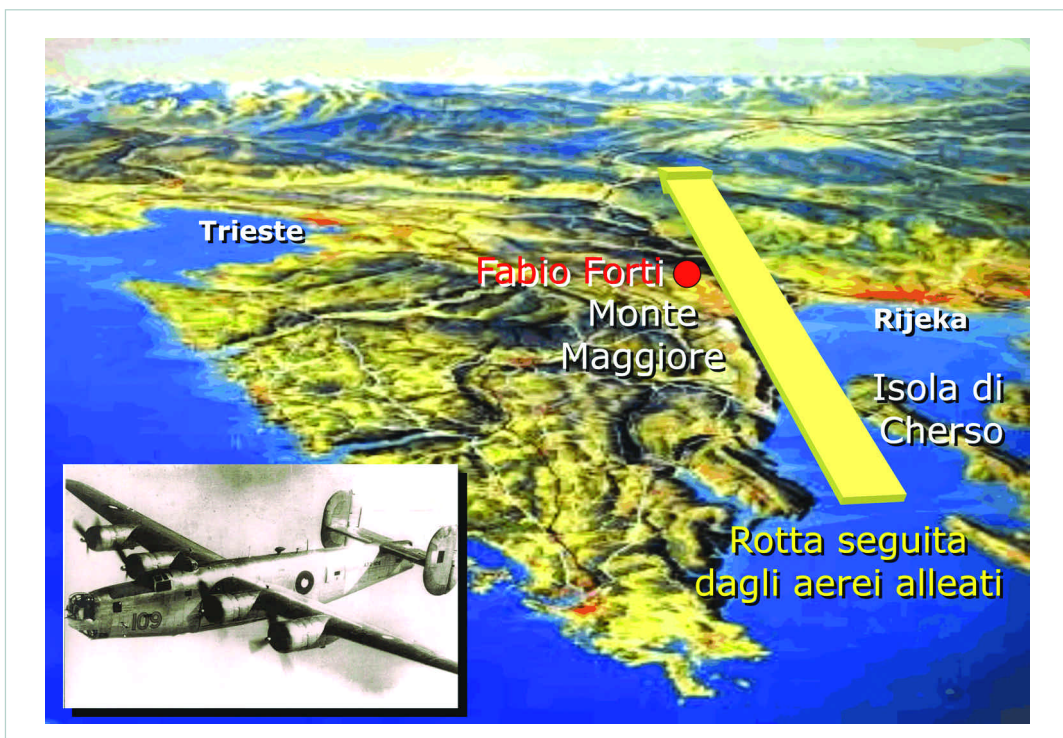 Trieste
Fabio Forti
Monte
Maggiore
Rijeka
Isola di
Cherso
Rotta seguita
dagli aerei alleati
109